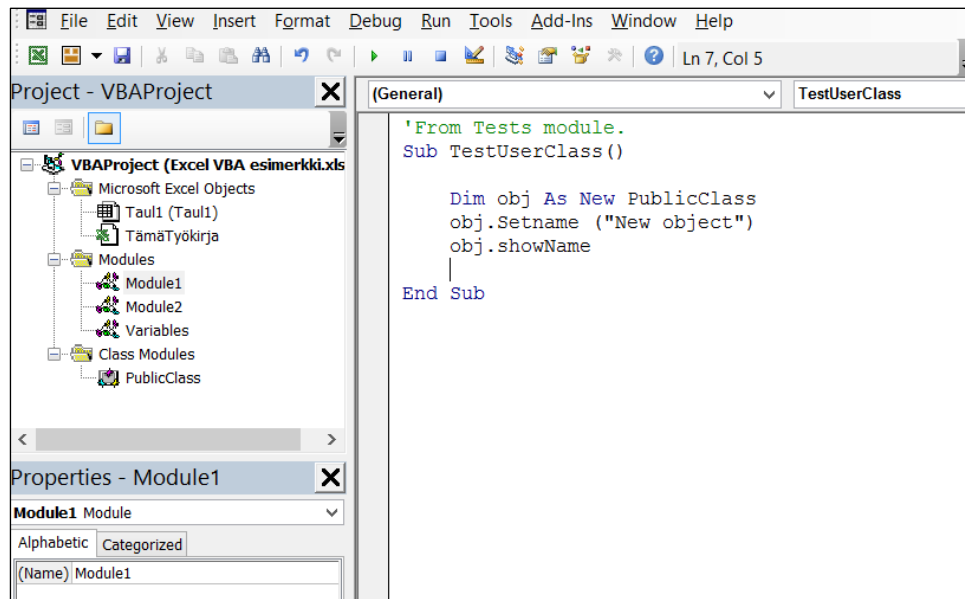 File Edit View Insert Format Debug Run Tools Add-Ins Window Help
Ln 7, Col 5
Project - VBAProject
VBAProject (Excel VBA esimerkki.xls
Microsoft Excel Objects
Taul1 (Taul1)
TämäTyökirja
Modules
Module1
Module2
Variables
Class Modules
PublicClass
Properties - Module1
Module1 Module
Alphabetic Categorized
(Name) Module1
(General) TestUserClass
'From Tests module.
Sub TestUserClass()
Dim obj As New PublicClass
obj.Setname ("New object")
obj.showName
End Sub